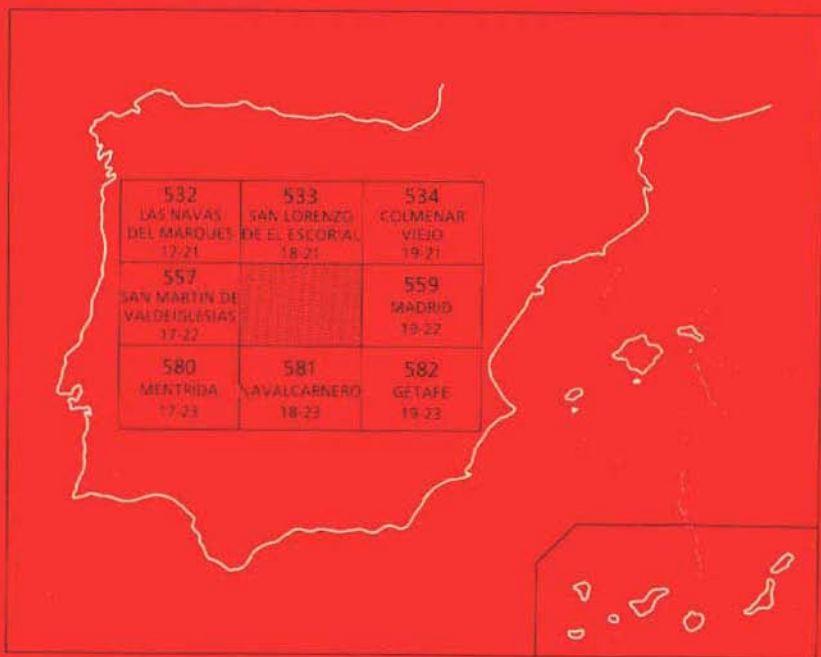 532
LAS NAVAS
DEL MARQUES
17-21
533
SAN LORENZO
DE EL ESCORIAL
18-21
534
COLMENAR
VIEJO
19-21
557
SAN MARTIN DE
VALDEIGLESIAS
17-22
559
MADRID
19-22
580
MENTRIDA
17-23
581
NAVALCARNERO
18-23
582
GETAFE
19-23